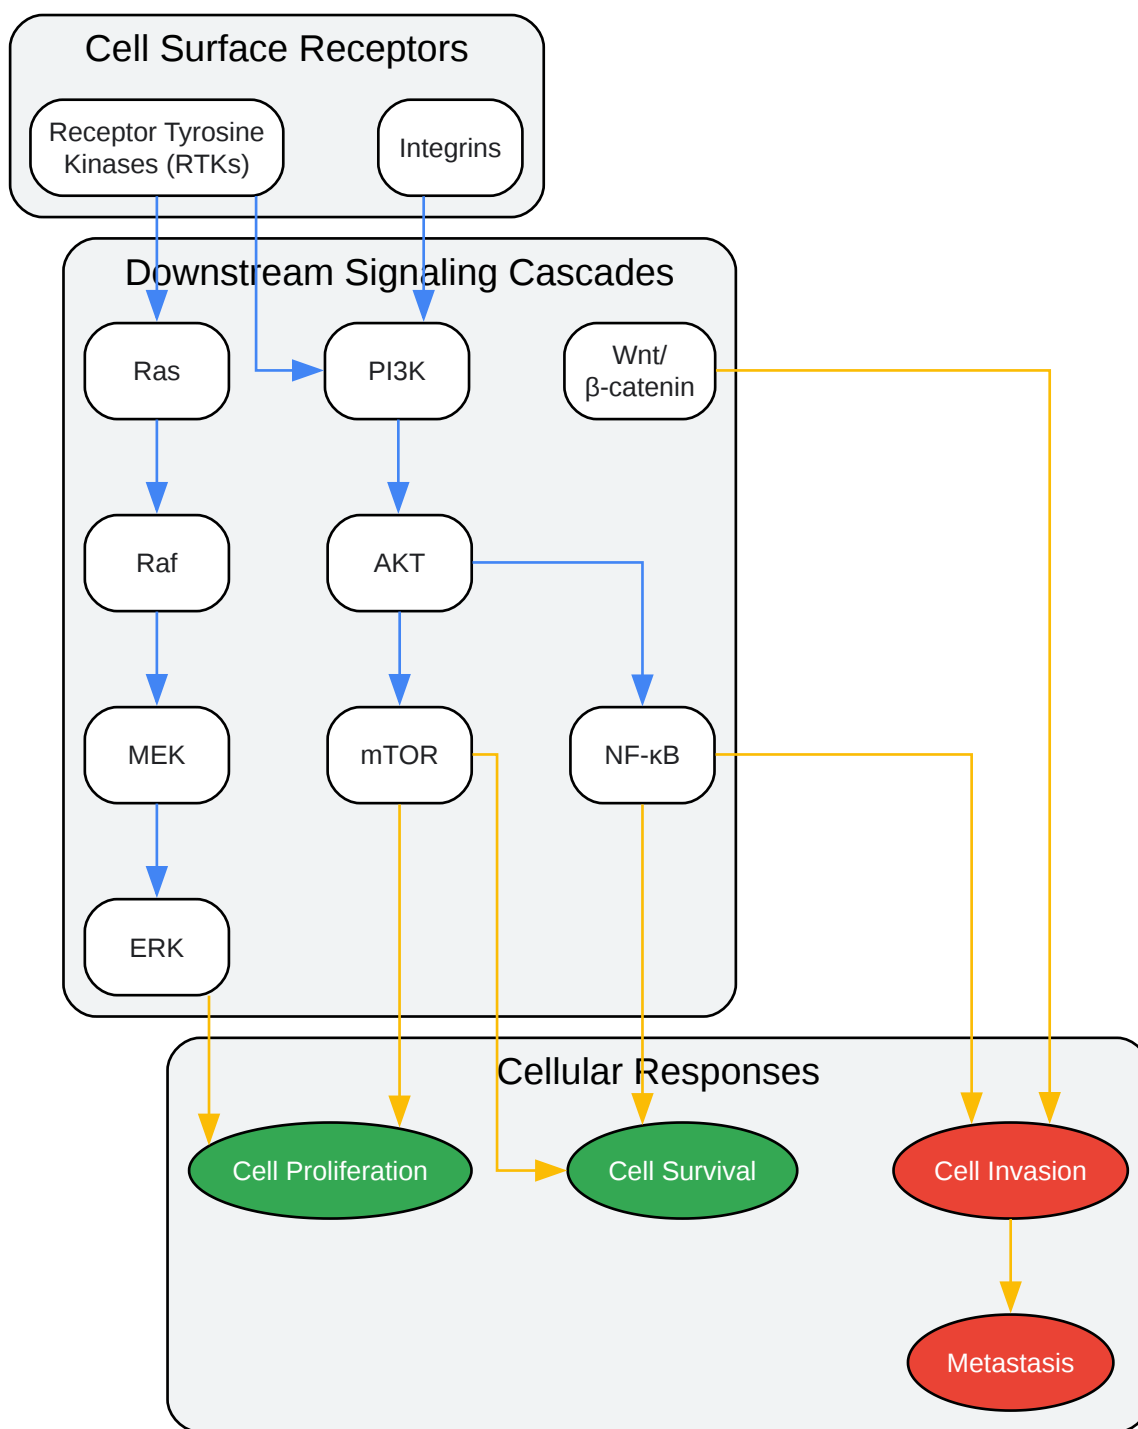 Cell Surface Receptors
Receptor Tyrosine
Kinases (RTKs)
Integrins
Downstream Signaling Cascades
Ras
PI3K
Wnt/
β-catenin
Raf
AKT
MEK
mTOR
NF-κB
ERK
Cellular Responses
Cell Proliferation
Cell Survival
Cell Invasion
Metastasis